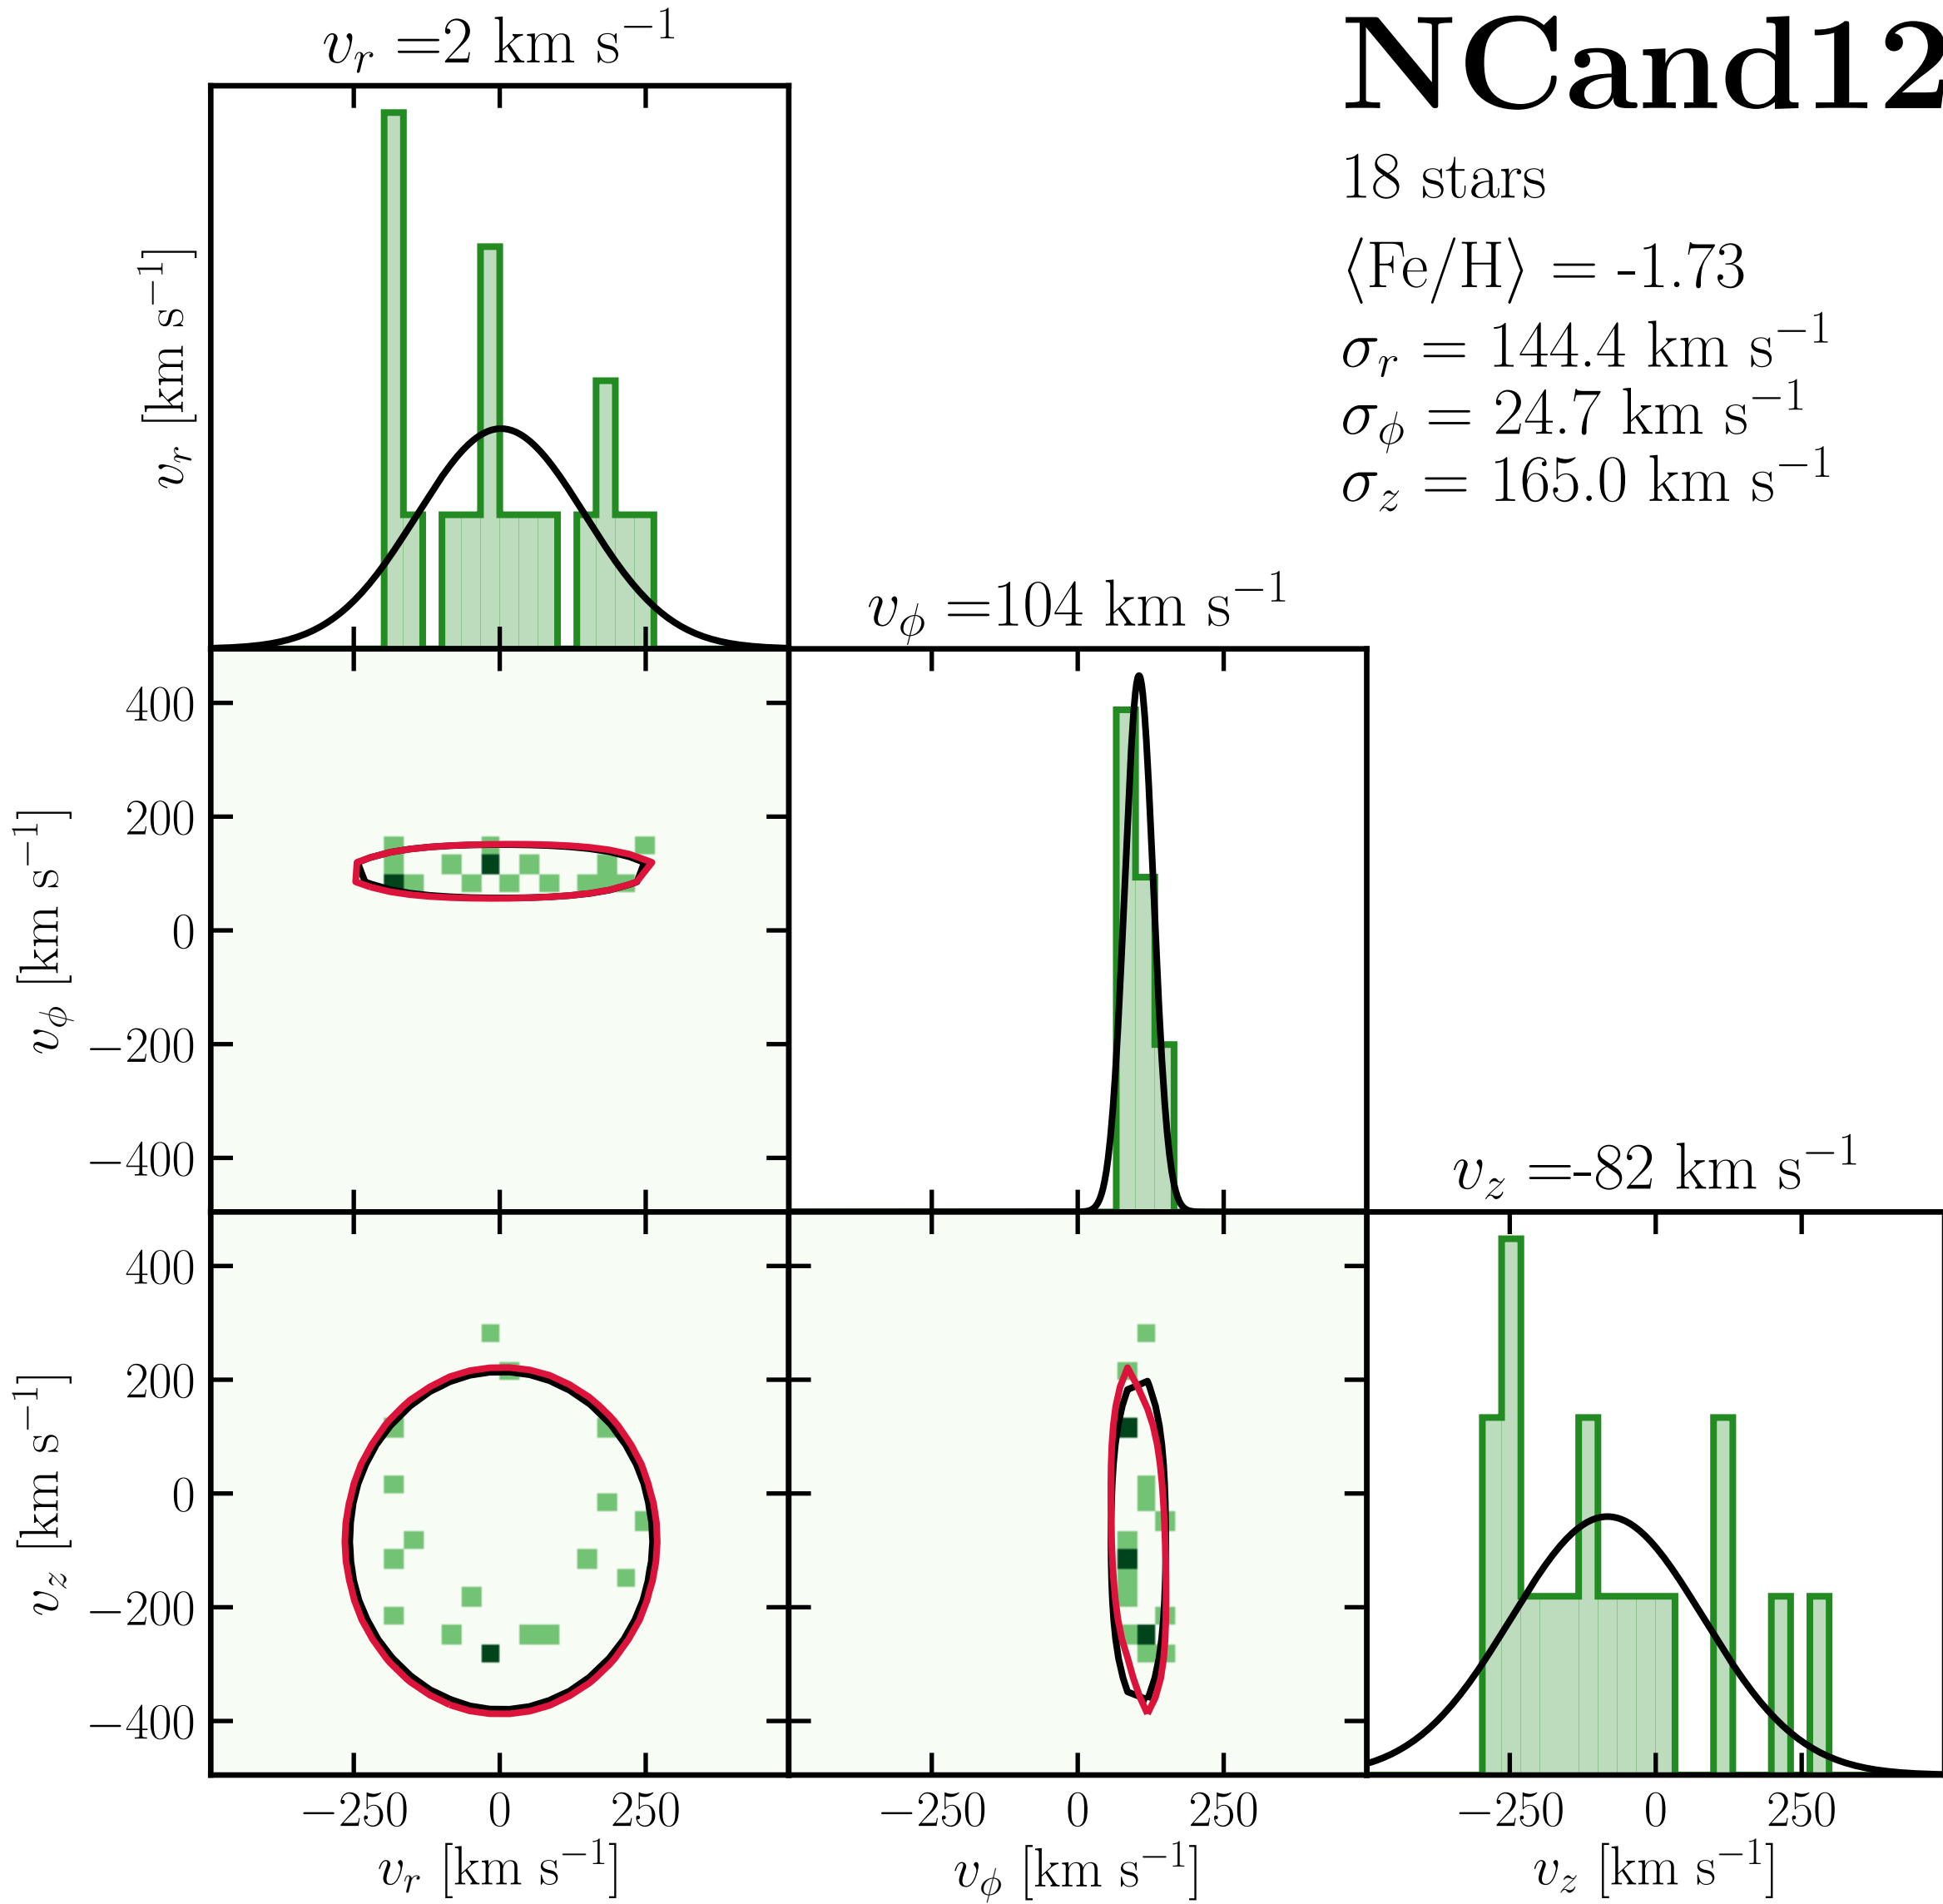 NCand12
18 stars
⟨Fe/H⟩ = -1.73
σ_r = 144.4 km s⁻¹
σ_ϕ = 24.7 km s⁻¹
σ_z = 165.0 km s⁻¹
v_r =2 km s⁻¹
v_r [km s⁻¹]
v_ϕ =104 km s⁻¹
400
200
0
−200
−400
v_ϕ [km s⁻¹]
v_z =-82 km s⁻¹
400
200
0
−200
−400
v_z [km s⁻¹]
−250 0 250
−250 0 250
−250 0 250
v_r [km s⁻¹]
v_ϕ [km s⁻¹]
v_z [km s⁻¹]